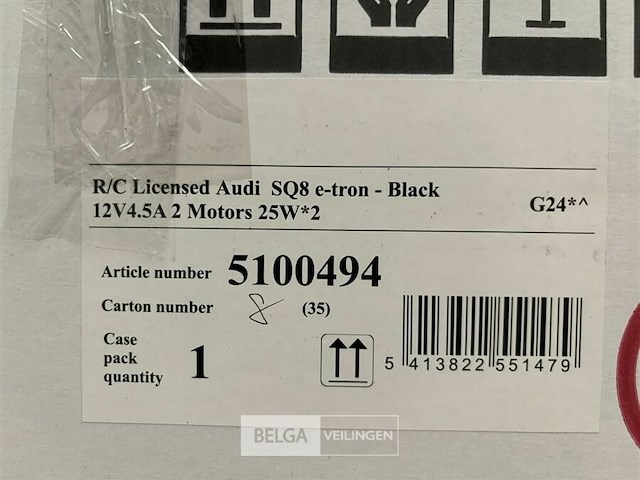 R/C Licensed Audi SQ8 e-tron - Black
12V4.5A 2 Motors 25W*2
G24*^
Article number 5100494
Carton number 8 (35)
Case
pack
quantity 1
5 413822 551479
BELGA VEILINGEN